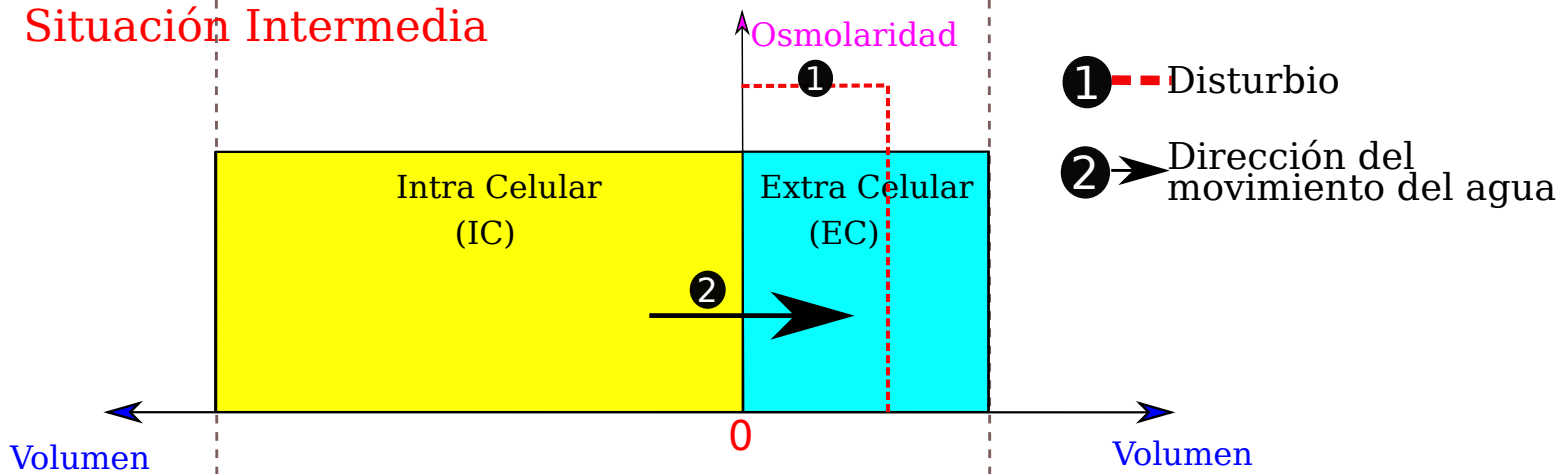 Situación Intermedia
Osmolaridad
1
1 Disturbio
2 Dirección del
movimiento del agua
Intra Celular
(IC)
Extra Celular
(EC)
2
0
Volumen
Volumen